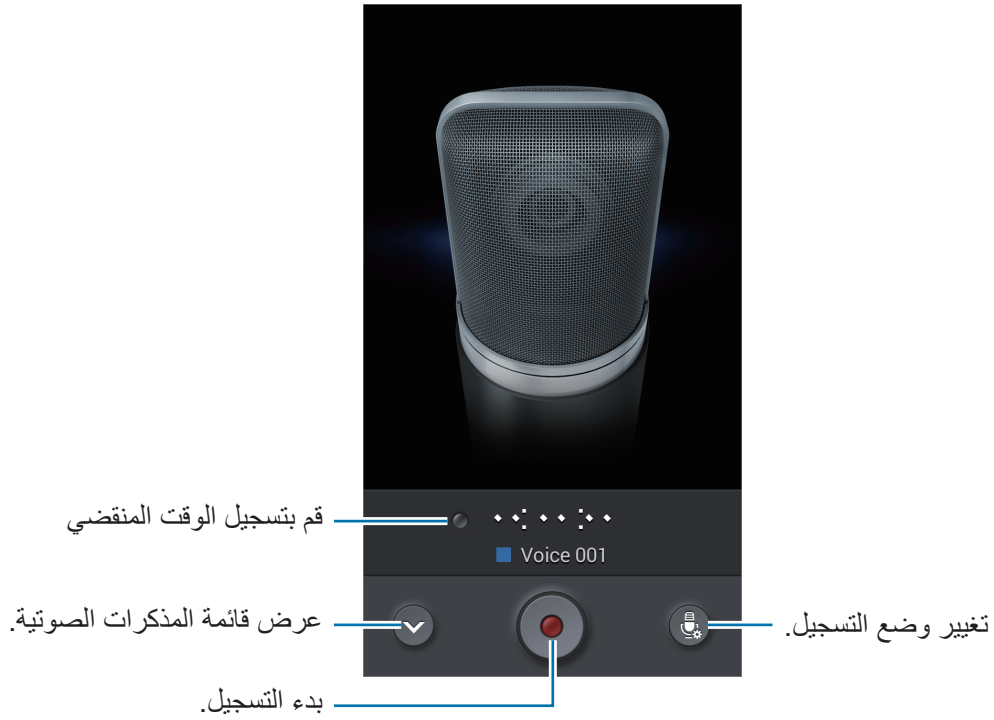 قم بتسجيل الوقت المنقضي
٠٠:٠٠:٠٠
Voice 001
عرض قائمة المذكرات الصوتية.
تغيير وضع التسجيل.
بدء التسجيل.